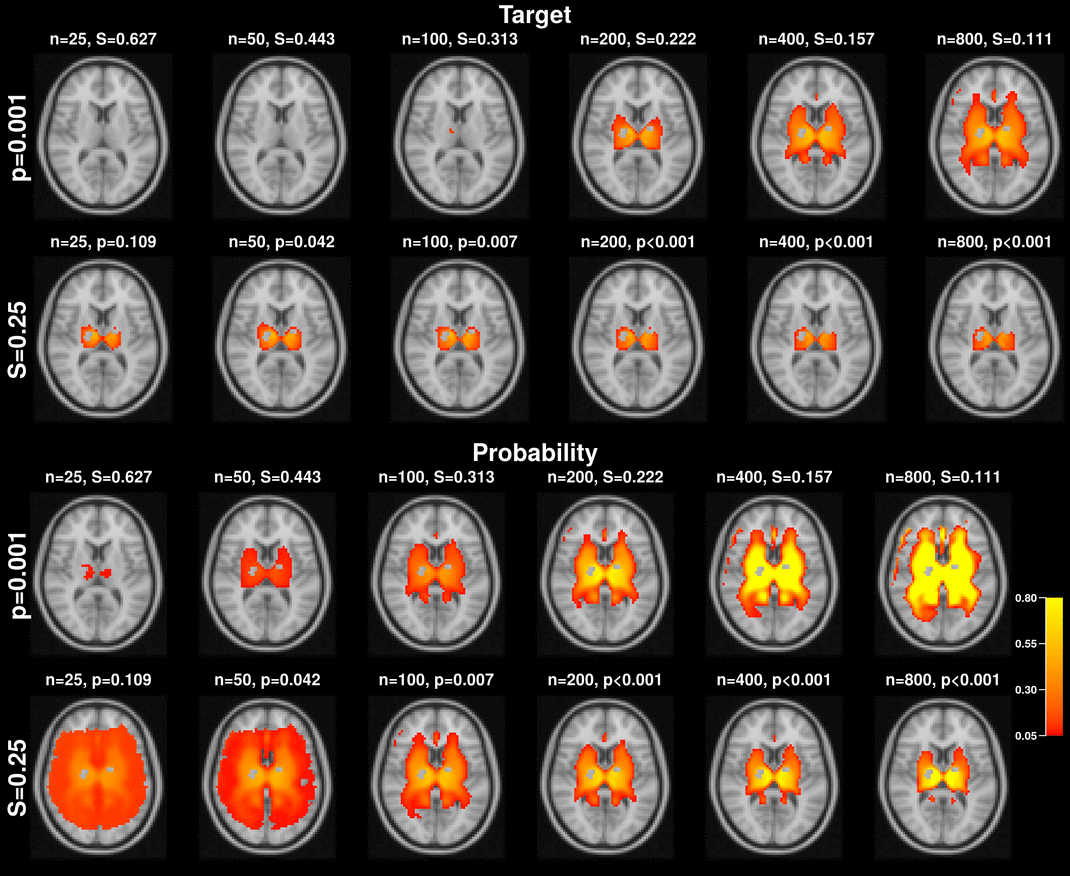 Target
n=25, S=0.627 n=50, S=0.443 n=100, S=0.313 n=200, S=0.222 n=400, S=0.157 n=800, S=0.111
p=0.001
n=25, p=0.109 n=50, p=0.042 n=100, p=0.007 n=200, p<0.001 n=400, p<0.001 n=800, p<0.001
S=0.25
Probability
n=25, S=0.627 n=50, S=0.443 n=100, S=0.313 n=200, S=0.222 n=400, S=0.157 n=800, S=0.111
p=0.001
0.80
0.55
0.30
0.05
n=25, p=0.109 n=50, p=0.042 n=100, p=0.007 n=200, p<0.001 n=400, p<0.001 n=800, p<0.001
S=0.25